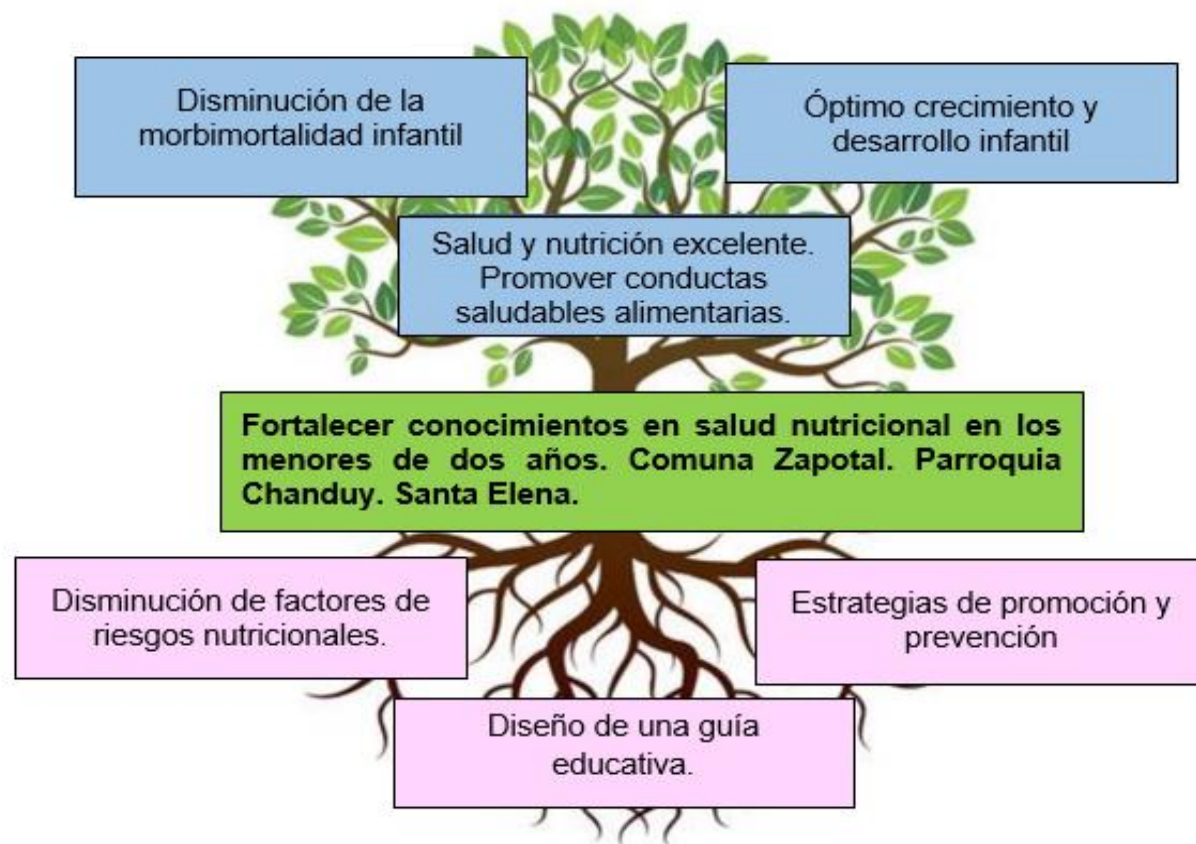 Disminución de la
morbimortalidad infantil
Óptimo crecimiento y
desarrollo infantil
Salud y nutrición excelente.
Promover conductas
saludables alimentarias.
Fortalecer conocimientos en salud nutricional en los
menores de dos años. Comuna Zapotal. Parroquia
Chanduy. Santa Elena.
Disminución de factores de
riesgos nutricionales.
Estrategias de promoción y
prevención
Diseño de una guía
educativa.